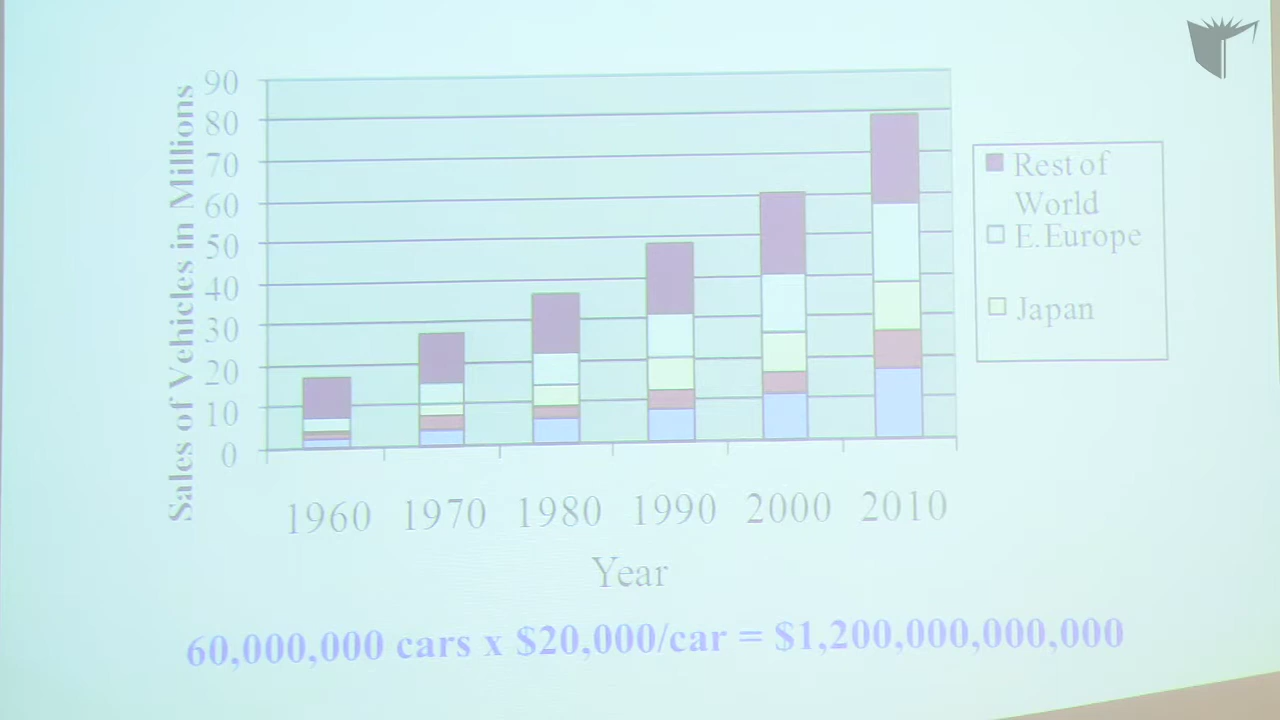 Sales of Vehicles in Millions
90
80
70
60
50
40
30
20
10
0
1960 1970 1980 1990 2000 2010
Year
Rest of
World
E.Europe
Japan
60,000,000 cars x $20,000/car = $1,200,000,000,000